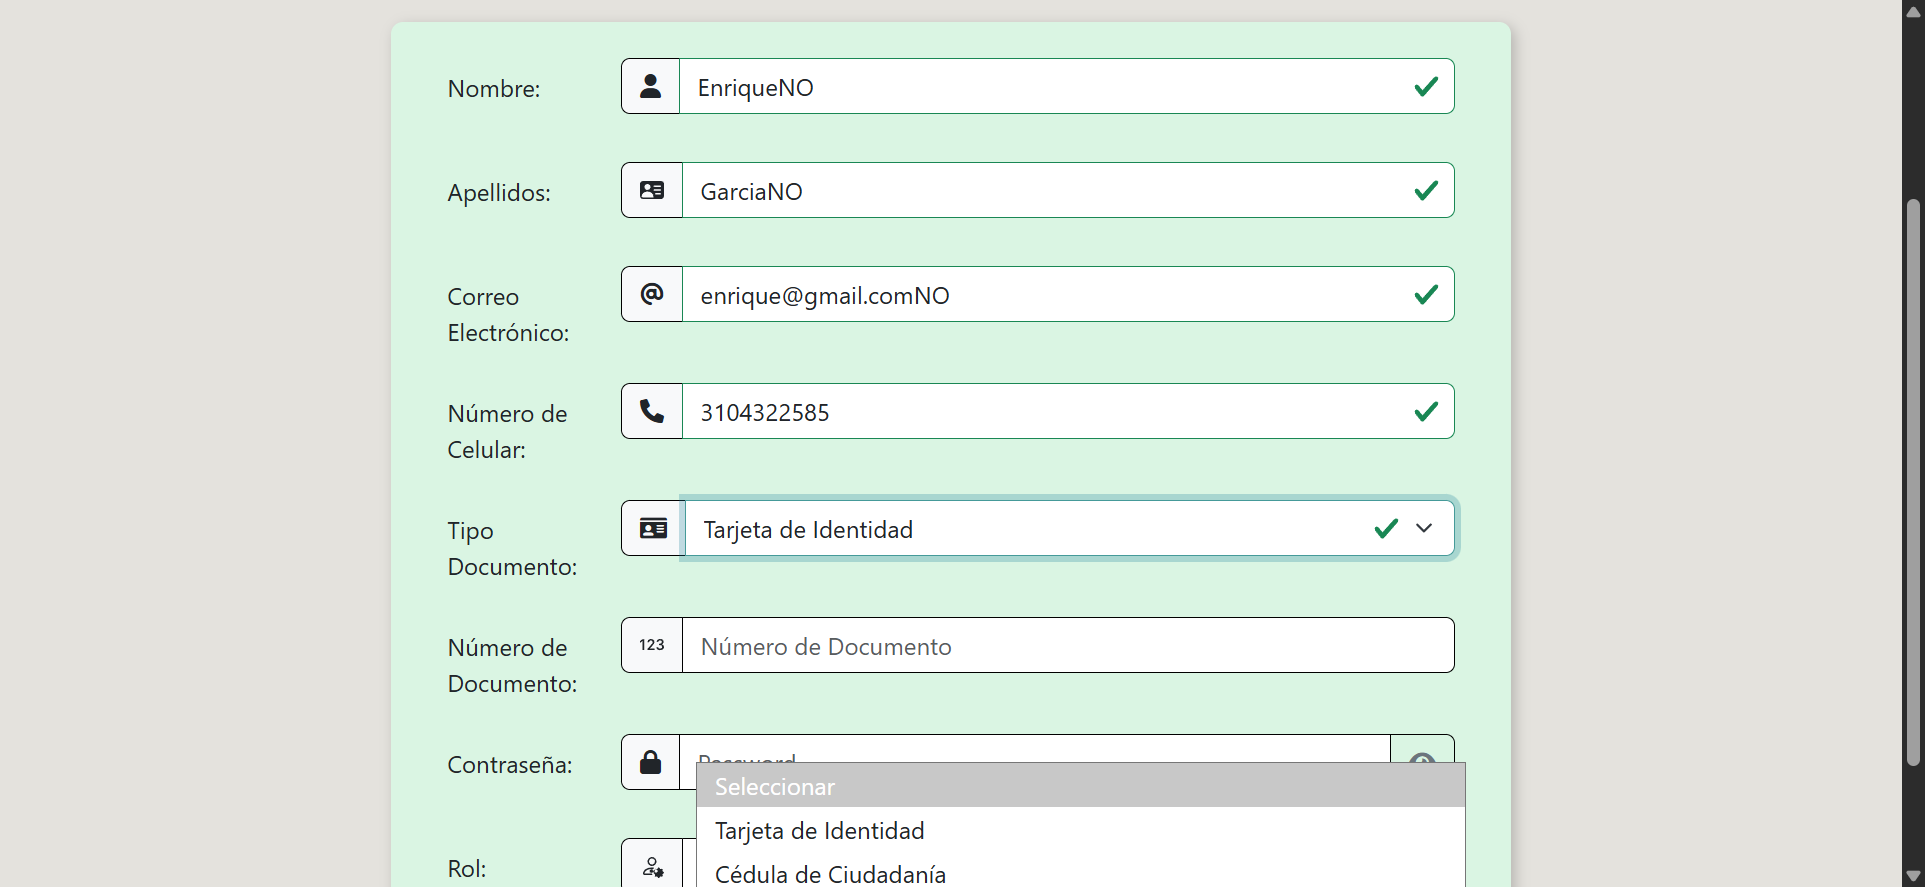 Nombre:
EnriqueNO
Apellidos:
GarciaNO
Correo
Electrónico:
enrique@gmail.comNO
Número de
Celular:
3104322585
Tipo
Documento:
Tarjeta de Identidad
Número de
Documento:
123
Número de Documento
Contraseña:
Password
Seleccionar
Tarjeta de Identidad
Cédula de Ciudadanía
Rol: